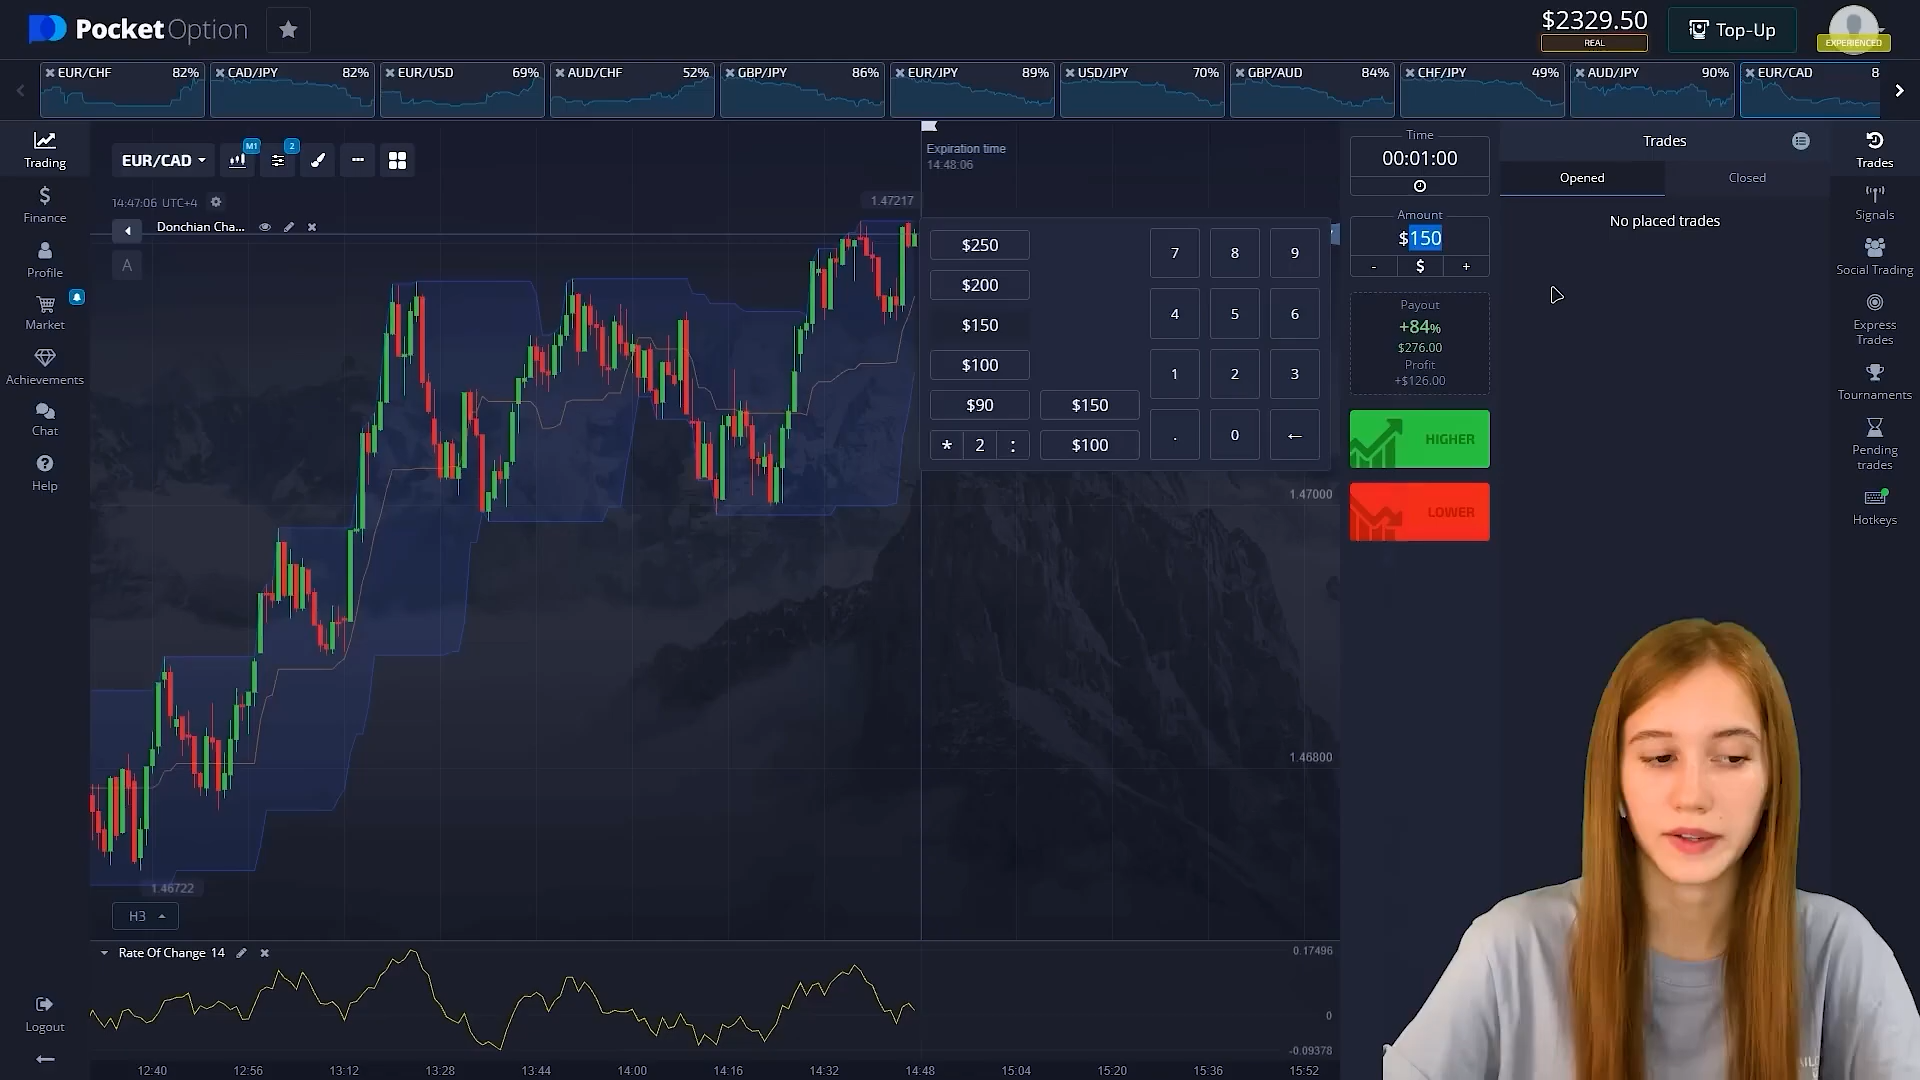 PocketOption
$2329.50
REAL
Top-Up
EXPERIENCED
EUR/CHF 82%
CAD/JPY 82%
EUR/USD 69%
AUD/CHF 52%
GBP/JPY 86%
EUR/JPY 89%
USD/JPY 70%
GBP/AUD 84%
CHF/JPY 49%
AUD/JPY 90%
EUR/CAD 8
Trading
Finance
Profile
Market
Achievements
Chat
Help
Logout
EUR/CAD
M1
2
14:47:06 UTC+4
Donchian Cha...
A
1.47217
Expiration time
14:48:06
$250
$200
$150
$100
$90 $150
* 2 : $100
7 8 9
4 5 6
1 2 3
. 0 ←
1.47000
1.46800
1.46722
H3
Rate Of Change 14
0.17496
0
-0.09378
12:40 12:56 13:12 13:28 13:44 14:00 14:16 14:32 14:48 15:04 15:20 15:36 15:52
Time
00:01:00
Amount
$150
- $ +
Payout
+84%
$276.00
Profit
+$126.00
HIGHER
LOWER
Trades
Opened Closed
No placed trades
Trades
Signals
Social Trading
Express
Trades
Tournaments
Pending
trades
Hotkeys